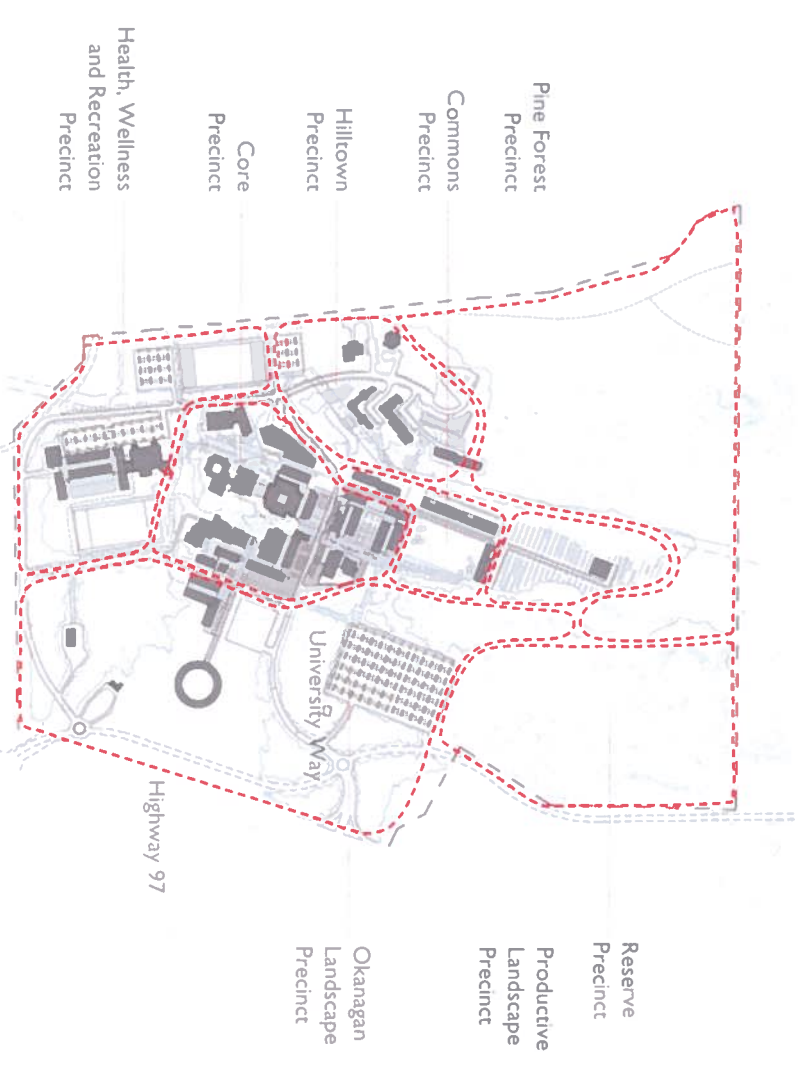 Health, Wellness
and Recreation
Precinct
Core
Precinct
Hilltown
Precinct
Commons
Precinct
Pine Forest
Precinct
University Way
Highway 97
Okanagan
Landscape
Precinct
Productive
Landscape
Precinct
Reserve
Precinct